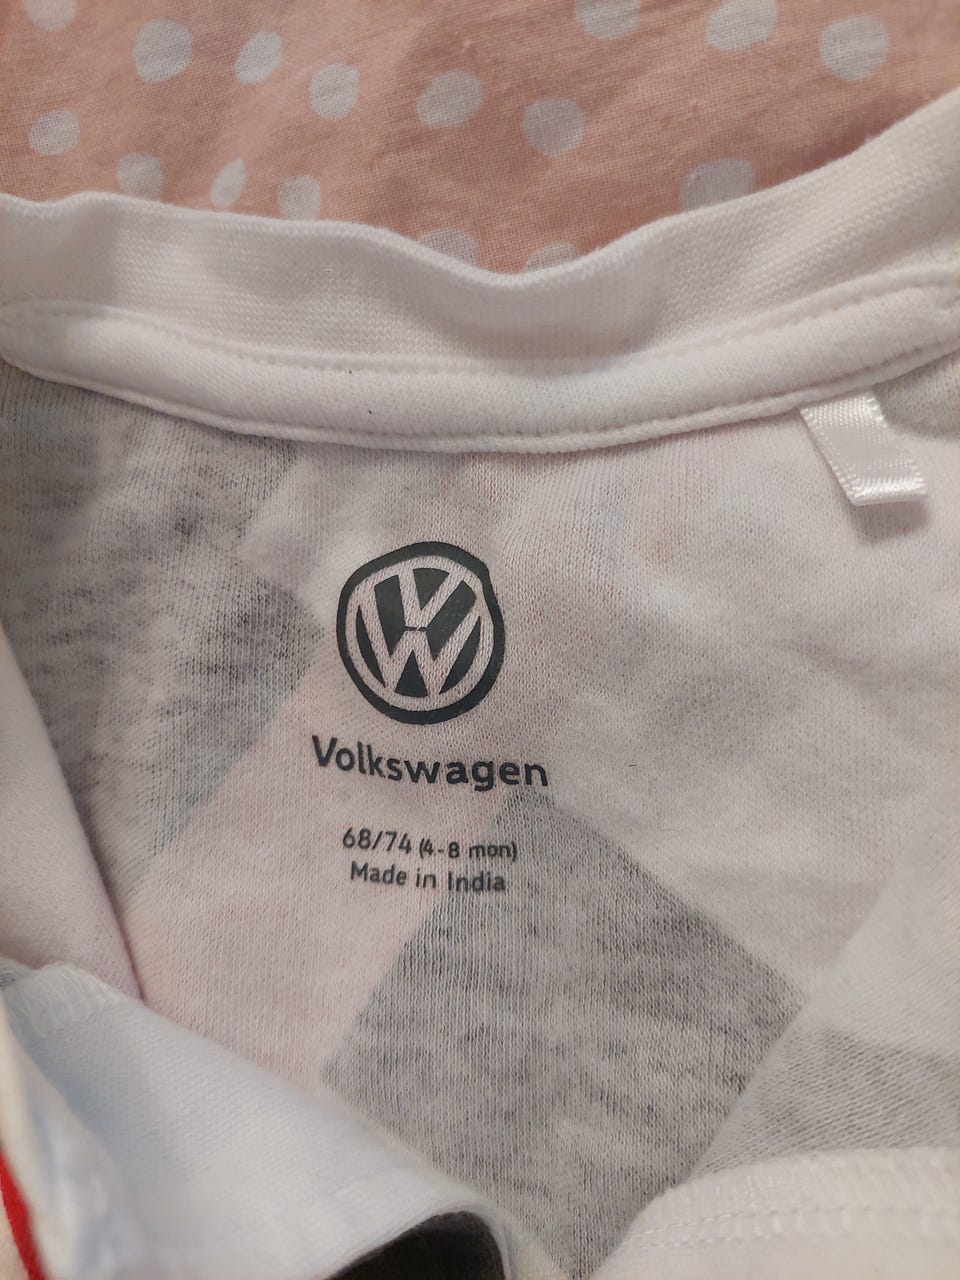 Volkswagen
68/74 (4-8 mon)
Made in India